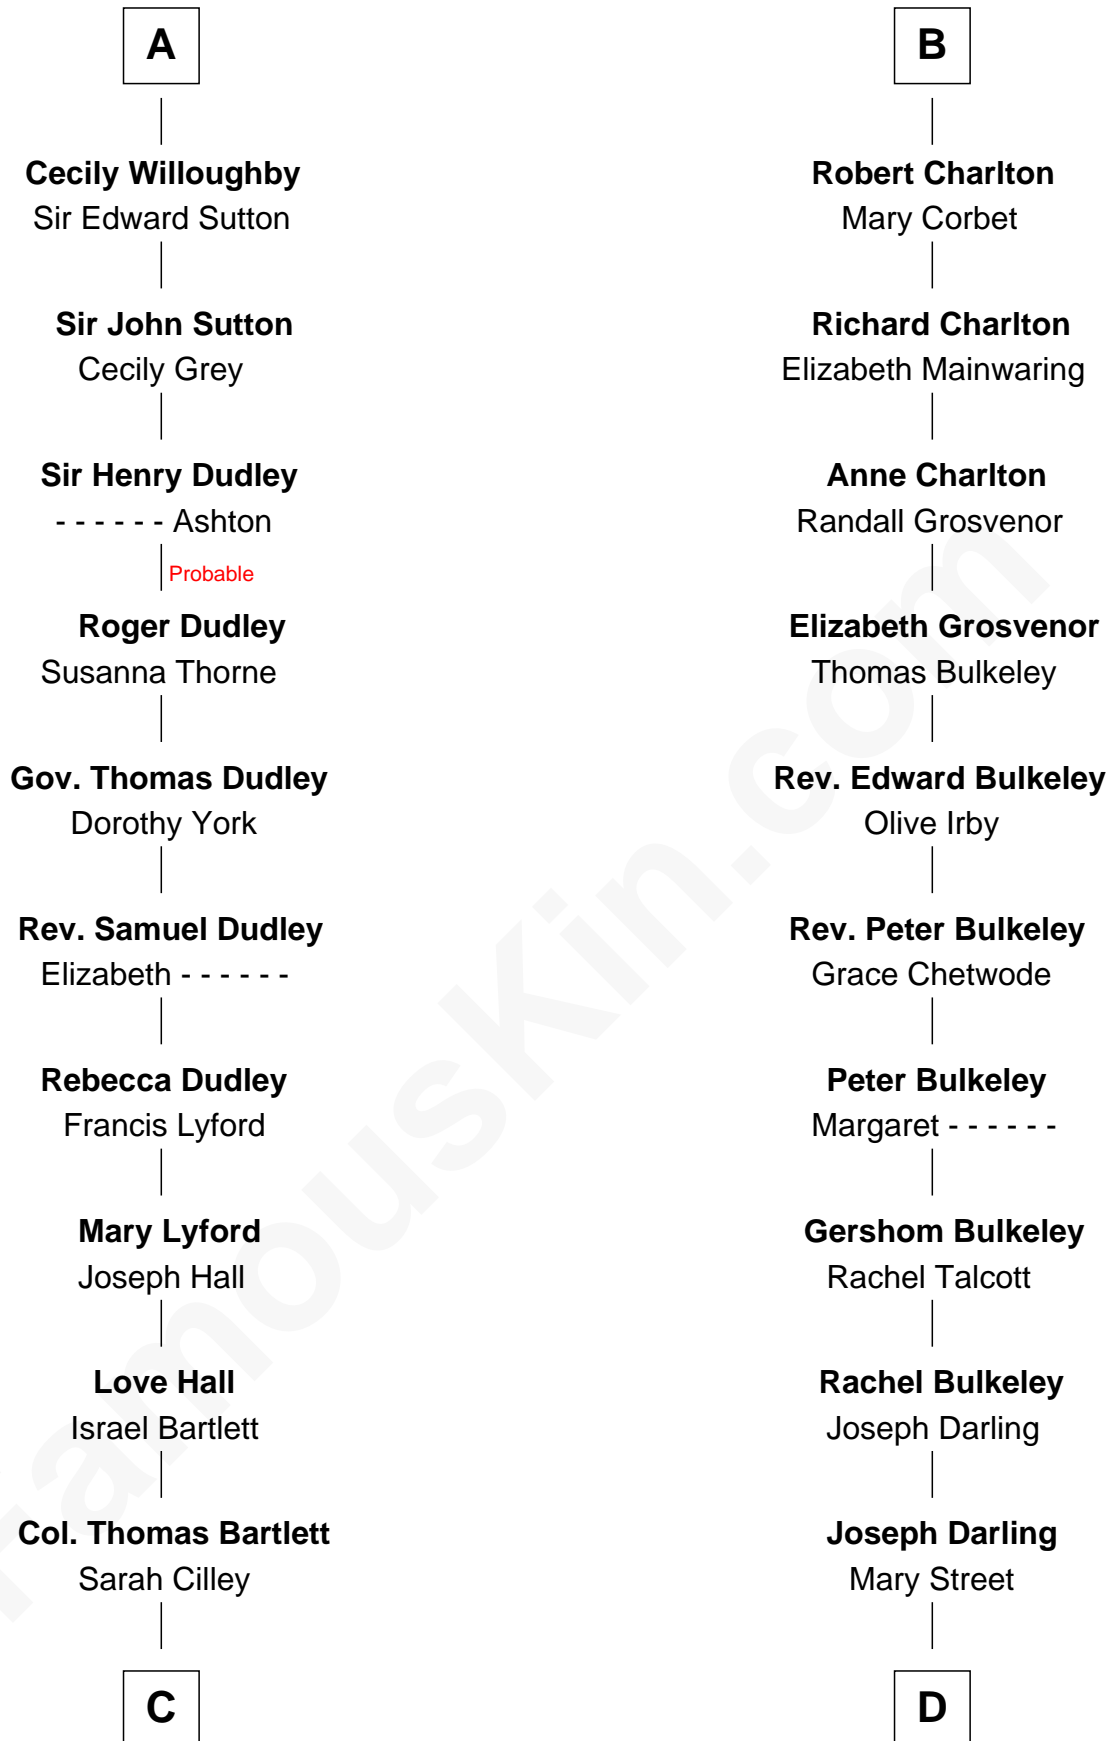 A
Cecily Willoughby
Sir Edward Sutton
Sir John Sutton
Cecily Grey
Sir Henry Dudley
- - - - - - Ashton
Probable
Roger Dudley
Susanna Thorne
Gov. Thomas Dudley
Dorothy York
Rev. Samuel Dudley
Elizabeth - - - - - -
Rebecca Dudley
Francis Lyford
Mary Lyford
Joseph Hall
Love Hall
Israel Bartlett
Col. Thomas Bartlett
Sarah Cilley
C
B
Robert Charlton
Mary Corbet
Richard Charlton
Elizabeth Mainwaring
Anne Charlton
Randall Grosvenor
Elizabeth Grosvenor
Thomas Bulkeley
Rev. Edward Bulkeley
Olive Irby
Rev. Peter Bulkeley
Grace Chetwode
Peter Bulkeley
Margaret - - - - - -
Gershom Bulkeley
Rachel Talcott
Rachel Bulkeley
Joseph Darling
Joseph Darling
Mary Street
D
FamousKin.com